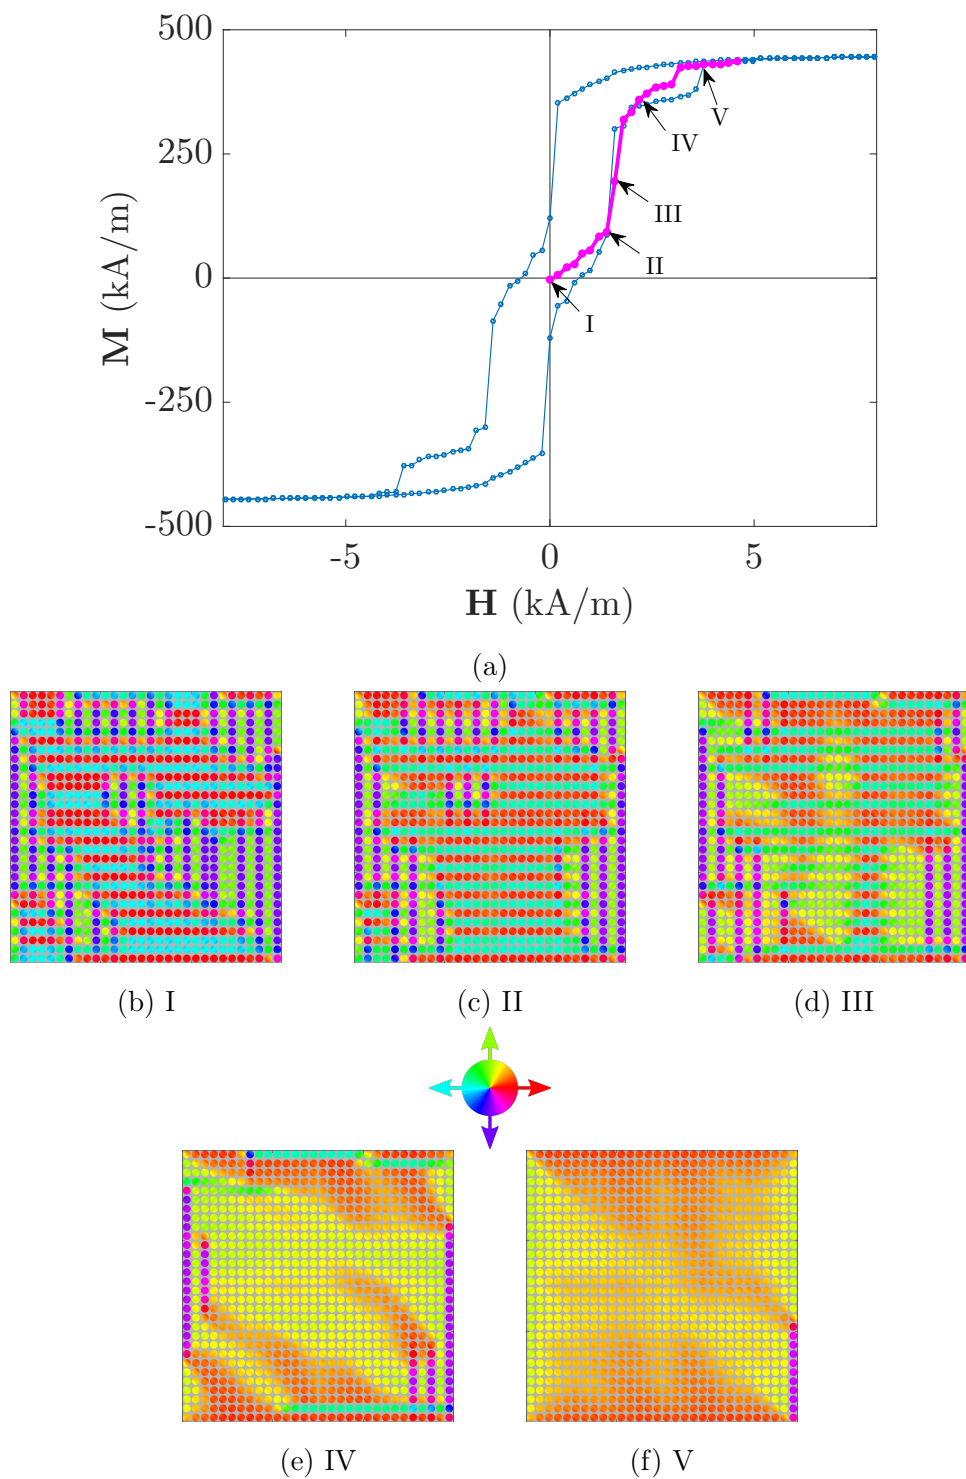 500
250
0
-250
-500
M (kA/m)
V
IV
III
II
I
-5 0 5
H (kA/m)
(a)
(b) I (c) II (d) III
(e) IV (f) V